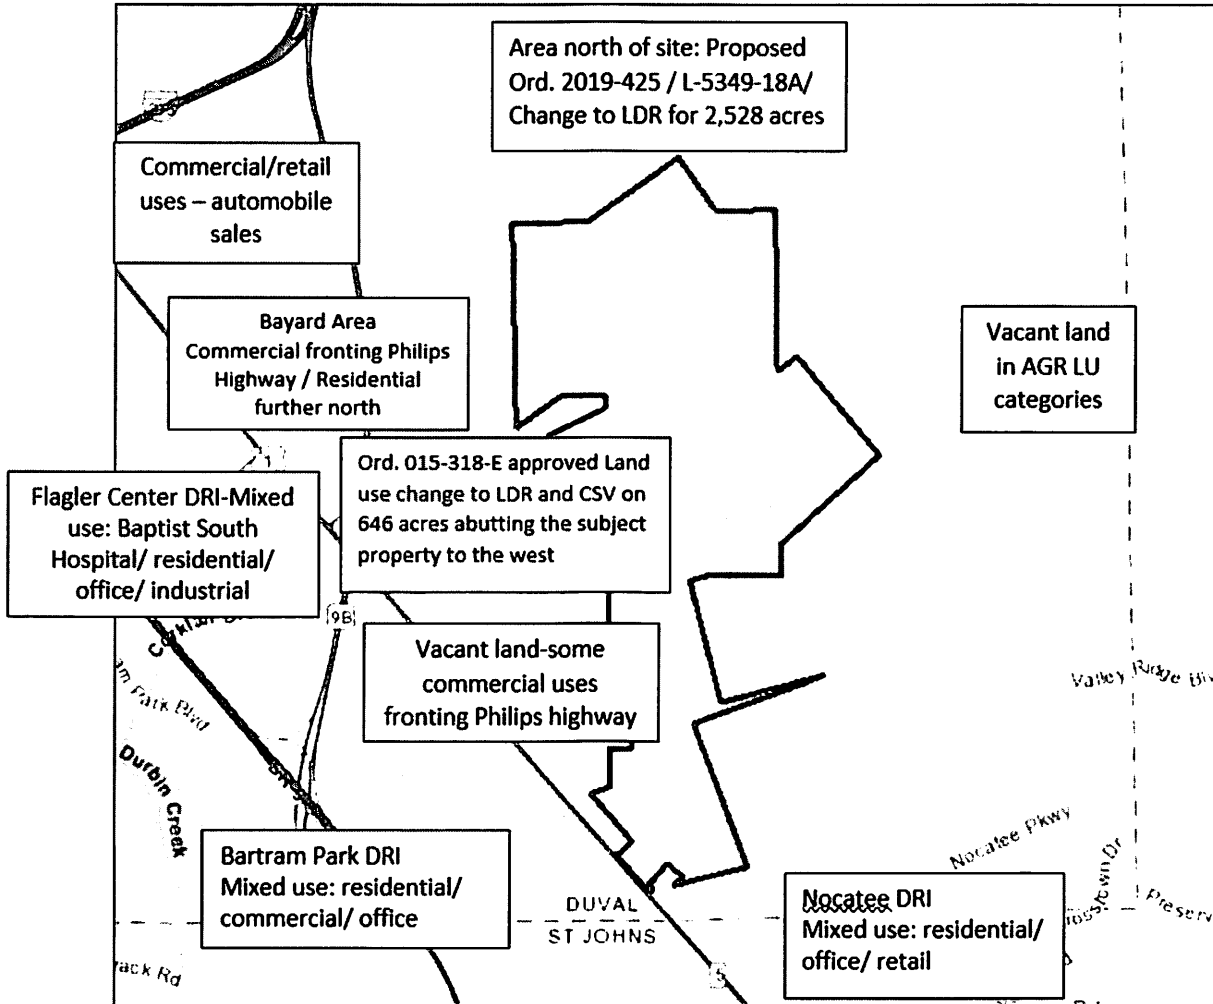 Area north of site: Proposed
Ord. 2019-425 / L-5349-18A/
Change to LDR for 2,528 acres
Commercial/retail
uses – automobile
sales
Bayard Area
Commercial fronting Philips
Highway / Residential
further north
Vacant land
in AGR LU
categories
Ord. 015-318-E approved Land
use change to LDR and CSV on
646 acres abutting the subject
property to the west
Flagler Center DRI-Mixed
use: Baptist South
Hospital/ residential/
office/ industrial
9B
Vacant land-some
commercial uses
fronting Philips highway
Valley Ridge Blv
Park Blvd
Durbin Creek
Bartram Park DRI
Mixed use: residential/
commercial/ office
Nocatee Pkwy
DUVAL
ST JOHNS
Nocatee DRI
Mixed use: residential/
office/ retail
Preserv
Rd
5